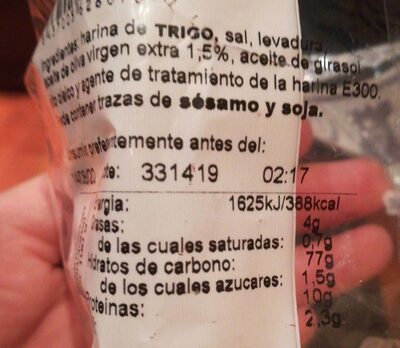 harina de TRIGO, sal, levadura,
de oliva virgen extra 1,5%, aceite de girasol
y agente de tratamiento de la harina E300.
contener trazas de sésamo y soja.
preferentemente antes del:
331419 02:17
1625kJ/388kcal
4g
de las cuales saturadas: 0,7g
de carbono: 77g
de los cuales azucares: 1,5g
10g
2,3g